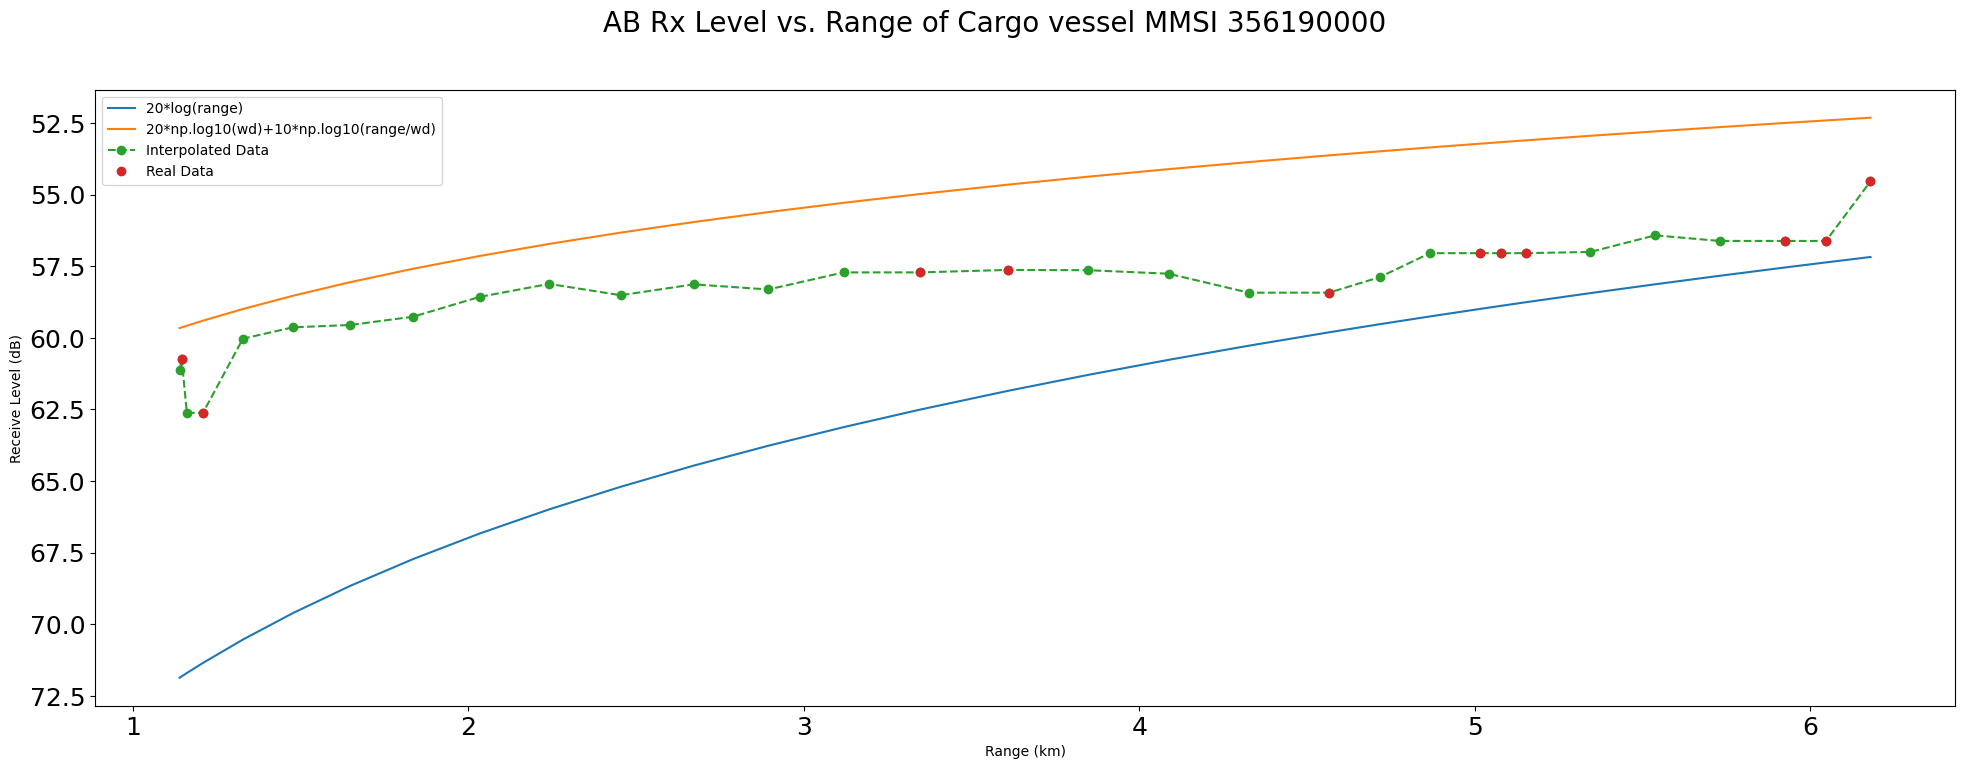 AB Rx Level vs. Range of Cargo vessel MMSI 356190000
20*log(range)
20*np.log10(wd)+10*np.log10(range/wd)
Interpolated Data
Real Data
Receive Level (dB)
52.5
55.0
57.5
60.0
62.5
65.0
67.5
70.0
72.5
1 2 3 4 5 6
Range (km)